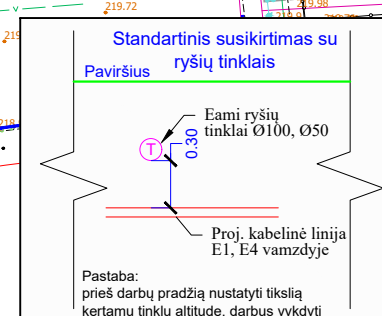 219.72
219.98
219.9
219
218
Standartinis susikirtimas su
ryšių tinklais
Paviršius
Eami ryšių
tinklai Ø100, Ø50
T
0.30
Proj. kabelinė linija
E1, E4 vamzdyje
Pastaba:
prieš darbų pradžią nustatyti tikslią
kertamų tinklų altitudę, darbus vykdyti